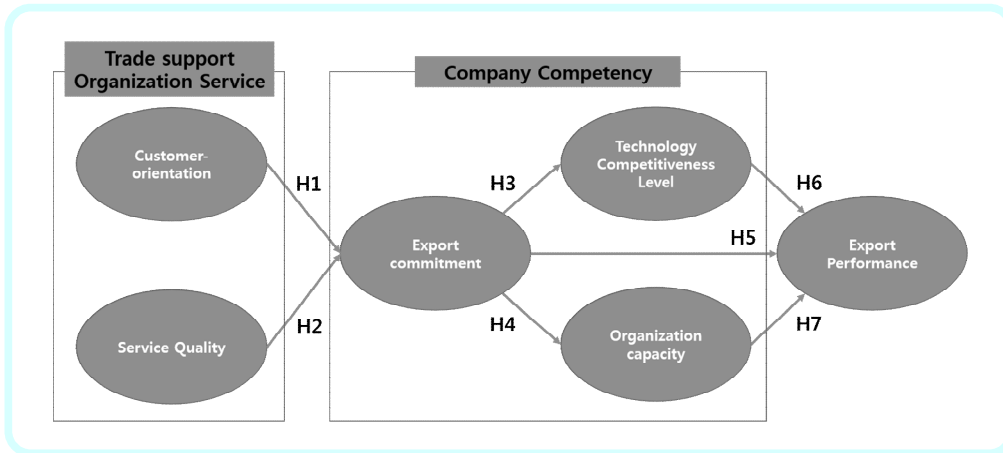 Trade support
Organization Service
Company Competency
Customer-
orientation
Service Quality
H1
H2
Export
commitment
H3
H4
Technology
Competitiveness
Level
Organization
capacity
H5
H6
H7
Export
Performance